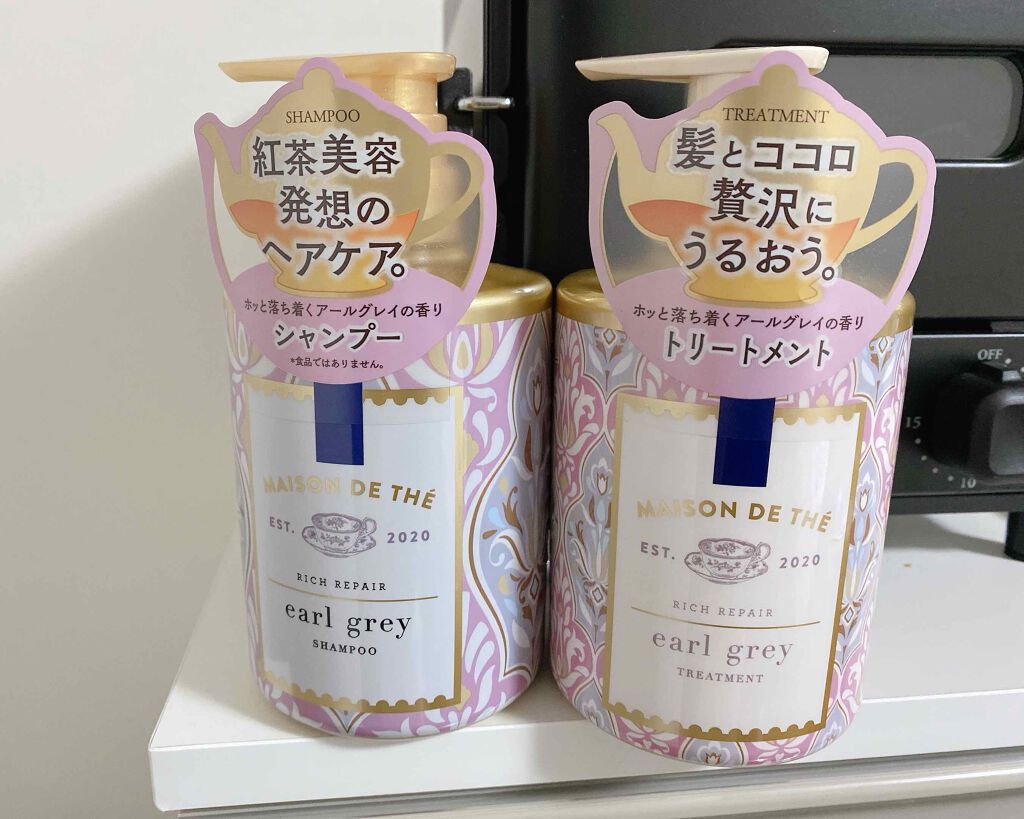 SHAMPOO
紅茶美容
発想の
ヘアケア。
ホッと落ち着くアールグレイの香り
シャンプー
*食品ではありません。
MAISON DE THÉ
EST. 2020
RICH REPAIR
earl grey
SHAMPOO
TREATMENT
髪とココロ
贅沢に
うるおう。
ホッと落ち着くアールグレイの香り
トリートメント
MAISON DE THÉ
EST. 2020
RICH REPAIR
earl grey
TREATMENT
OFF
15
10